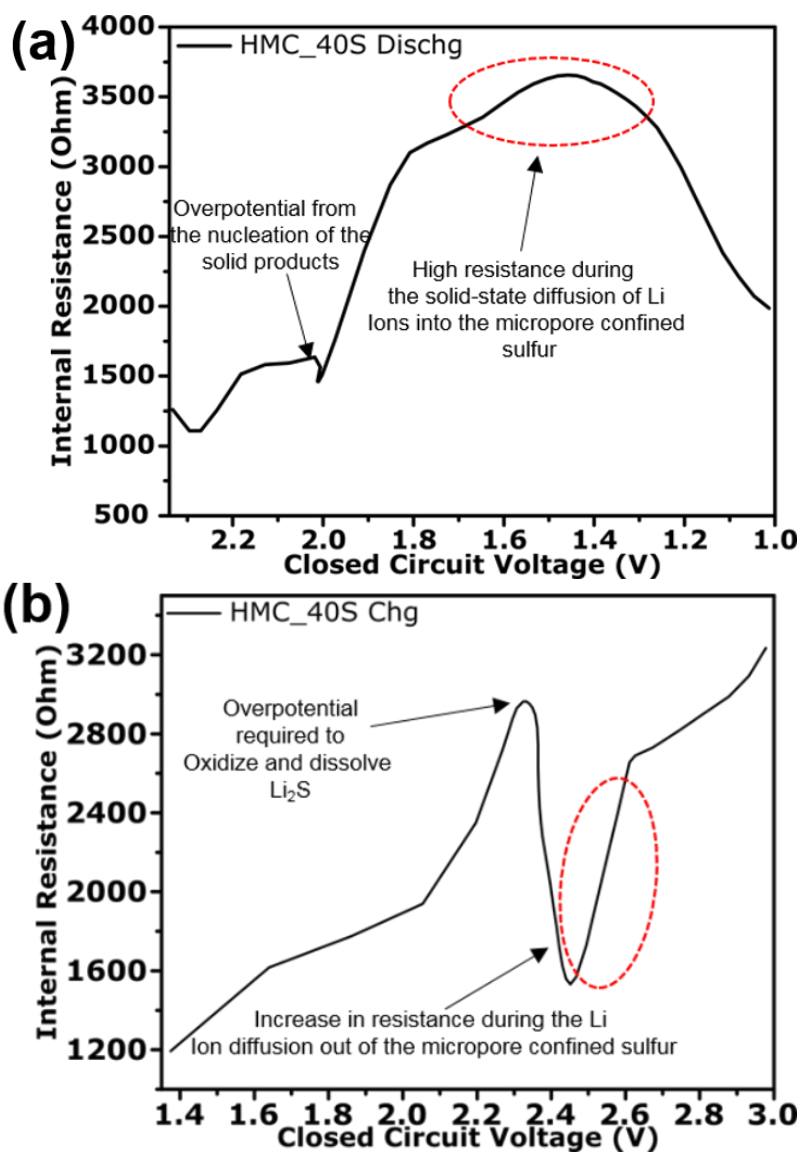 (a)
HMC_40S Dischg
4000
3500
3000
2500
2000
1500
1000
500
Internal Resistance (Ohm)
Overpotential from
the nucleation of the
solid products
High resistance during
the solid-state diffusion of Li
Ions into the micropore confined
sulfur
2.2 2.0 1.8 1.6 1.4 1.2 1.0
Closed Circuit Voltage (V)
(b)
HMC_40S Chg
3200
2800
2400
2000
1600
1200
Internal Resistance (Ohm)
Overpotential
required to
Oxidize and dissolve
Li₂S
Increase in resistance during the Li
Ion diffusion out of the micropore confined sulfur
1.4 1.6 1.8 2.0 2.2 2.4 2.6 2.8 3.0
Closed Circuit Voltage (V)